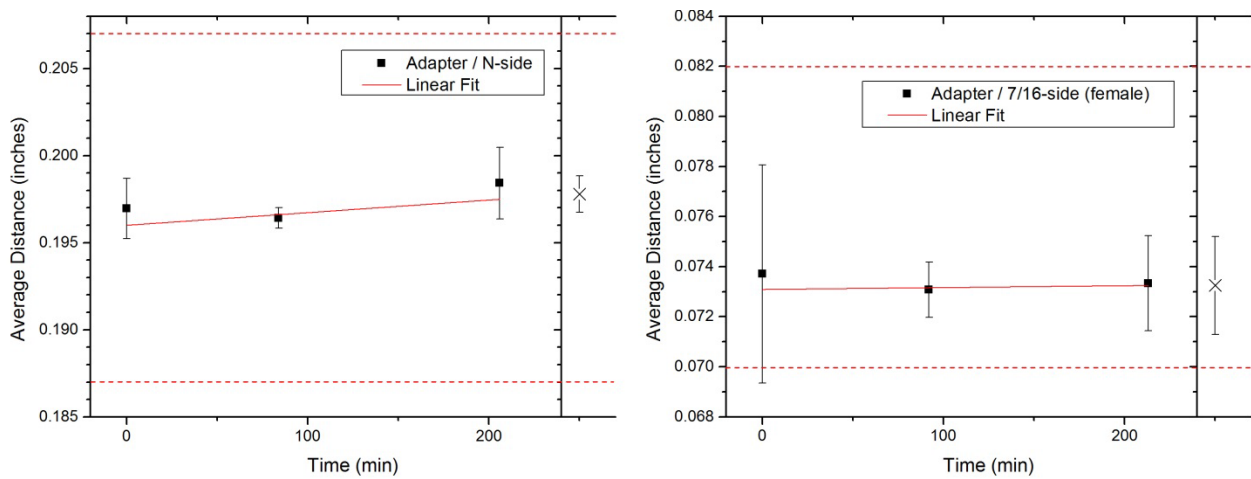 0.205
0.200
0.195
0.190
0.185
Average Distance (inches)
0
100
200
Time (min)
Adapter / N-side
Linear Fit
0.084
0.082
0.080
0.078
0.076
0.074
0.072
0.070
0.068
Average Distance (inches)
0
100
200
Time (min)
Adapter / 7/16-side (female)
Linear Fit